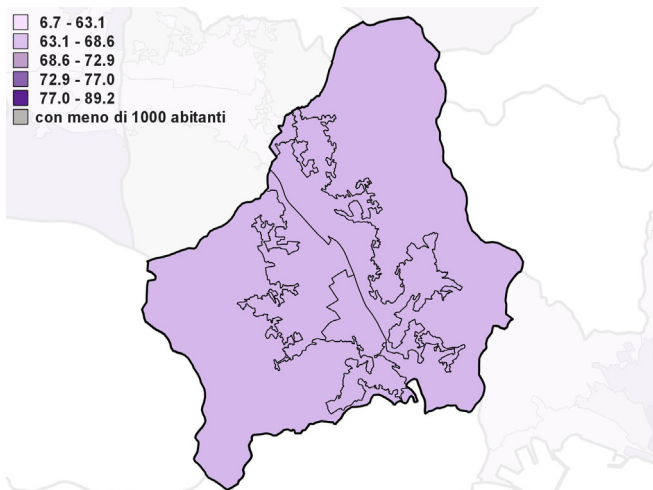 6.7 - 63.1
63.1 - 68.6
68.6 - 72.9
72.9 - 77.0
77.0 - 89.2
con meno di 1000 abitanti